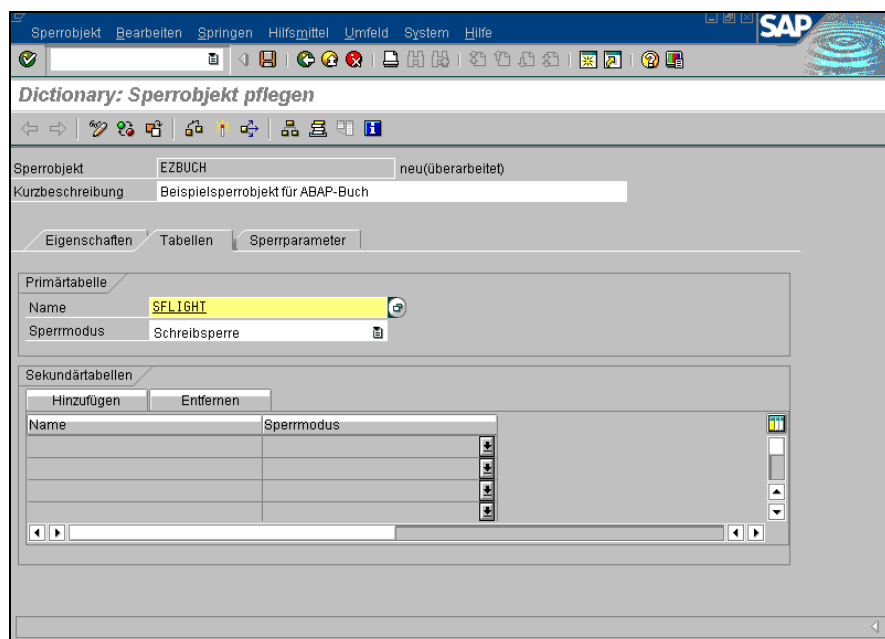 Sperrobjekt Bearbeiten Springen Hilfsmittel Umfeld System Hilfe
SAP
Dictionary: Sperrobjekt pflegen
Sperrobjekt EZBUCH neu(überarbeitet)
Kurzbeschreibung Beispielsperrobjekt für ABAP-Buch
Eigenschaften Tabellen Sperrparameter
Primärtabelle
Name SFLIGHT
Sperrmodus Schreibsperre
Sekundärtabellen
Hinzufügen Entfernen
Name Sperrmodus